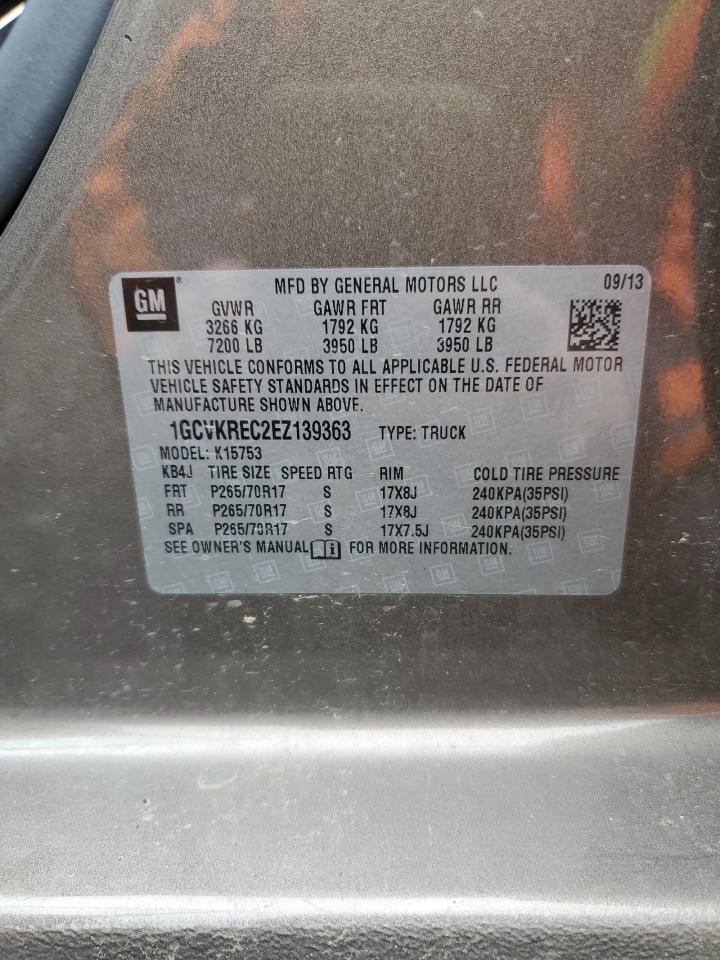 GM ® MFD BY GENERAL MOTORS LLC 09/13
GVWR GAWR FRT GAWR RR
3266 KG 1792 KG 1792 KG
7200 LB 3950 LB 3950 LB
THIS VEHICLE CONFORMS TO ALL APPLICABLE U.S. FEDERAL MOTOR
VEHICLE SAFETY STANDARDS IN EFFECT ON THE DATE OF
MANUFACTURE SHOWN ABOVE.
1GCVKREC2EZ139363 TYPE: TRUCK
MODEL: K15753
KB4J TIRE SIZE SPEED RTG RIM COLD TIRE PRESSURE
FRT P265/70R17 S 17X8J 240KPA(35PSI)
RR P265/70R17 S 17X8J 240KPA(35PSI)
SPA P265/70R17 S 17X7.5J 240KPA(35PSI)
SEE OWNER'S MANUAL FOR MORE INFORMATION.